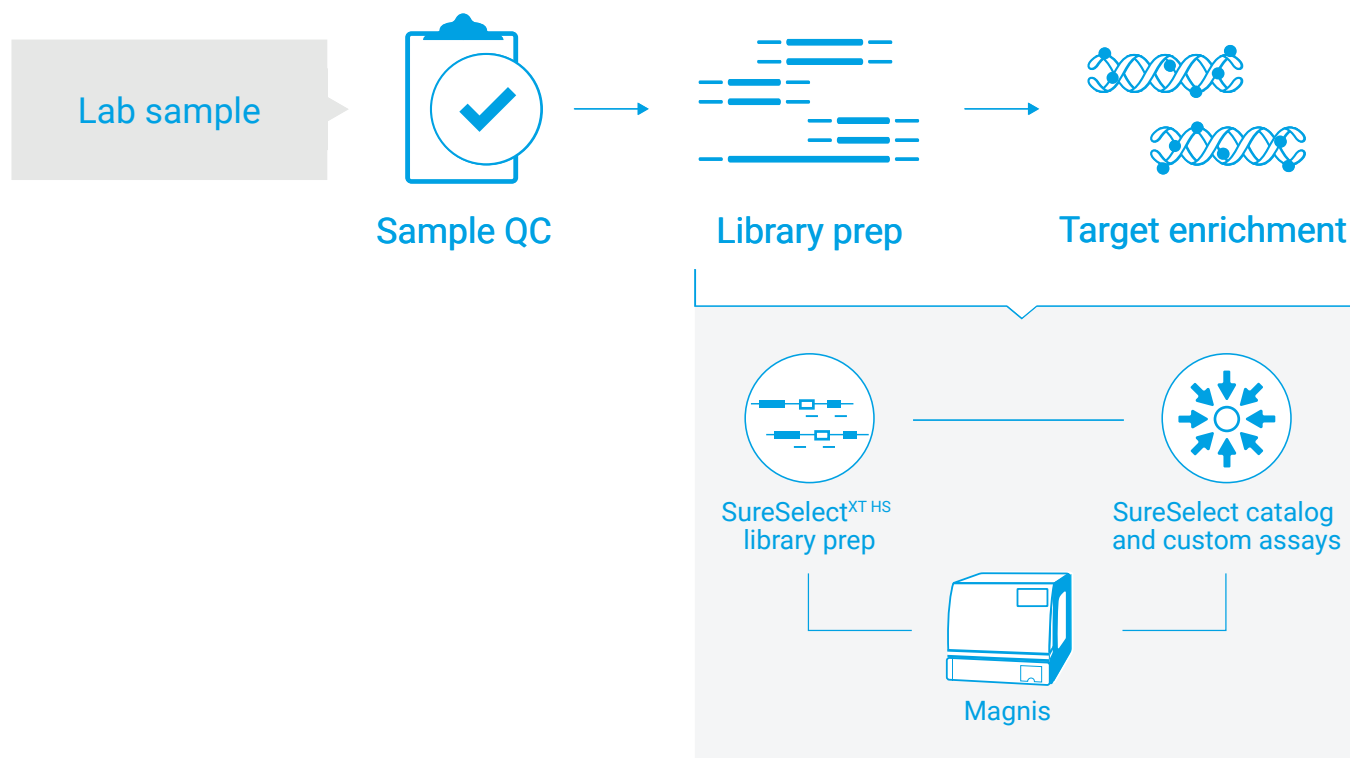 Lab sample
Sample QC
Library prep
Target enrichment
SureSelectXT HS
library prep
SureSelect catalog
and custom assays
Magnis